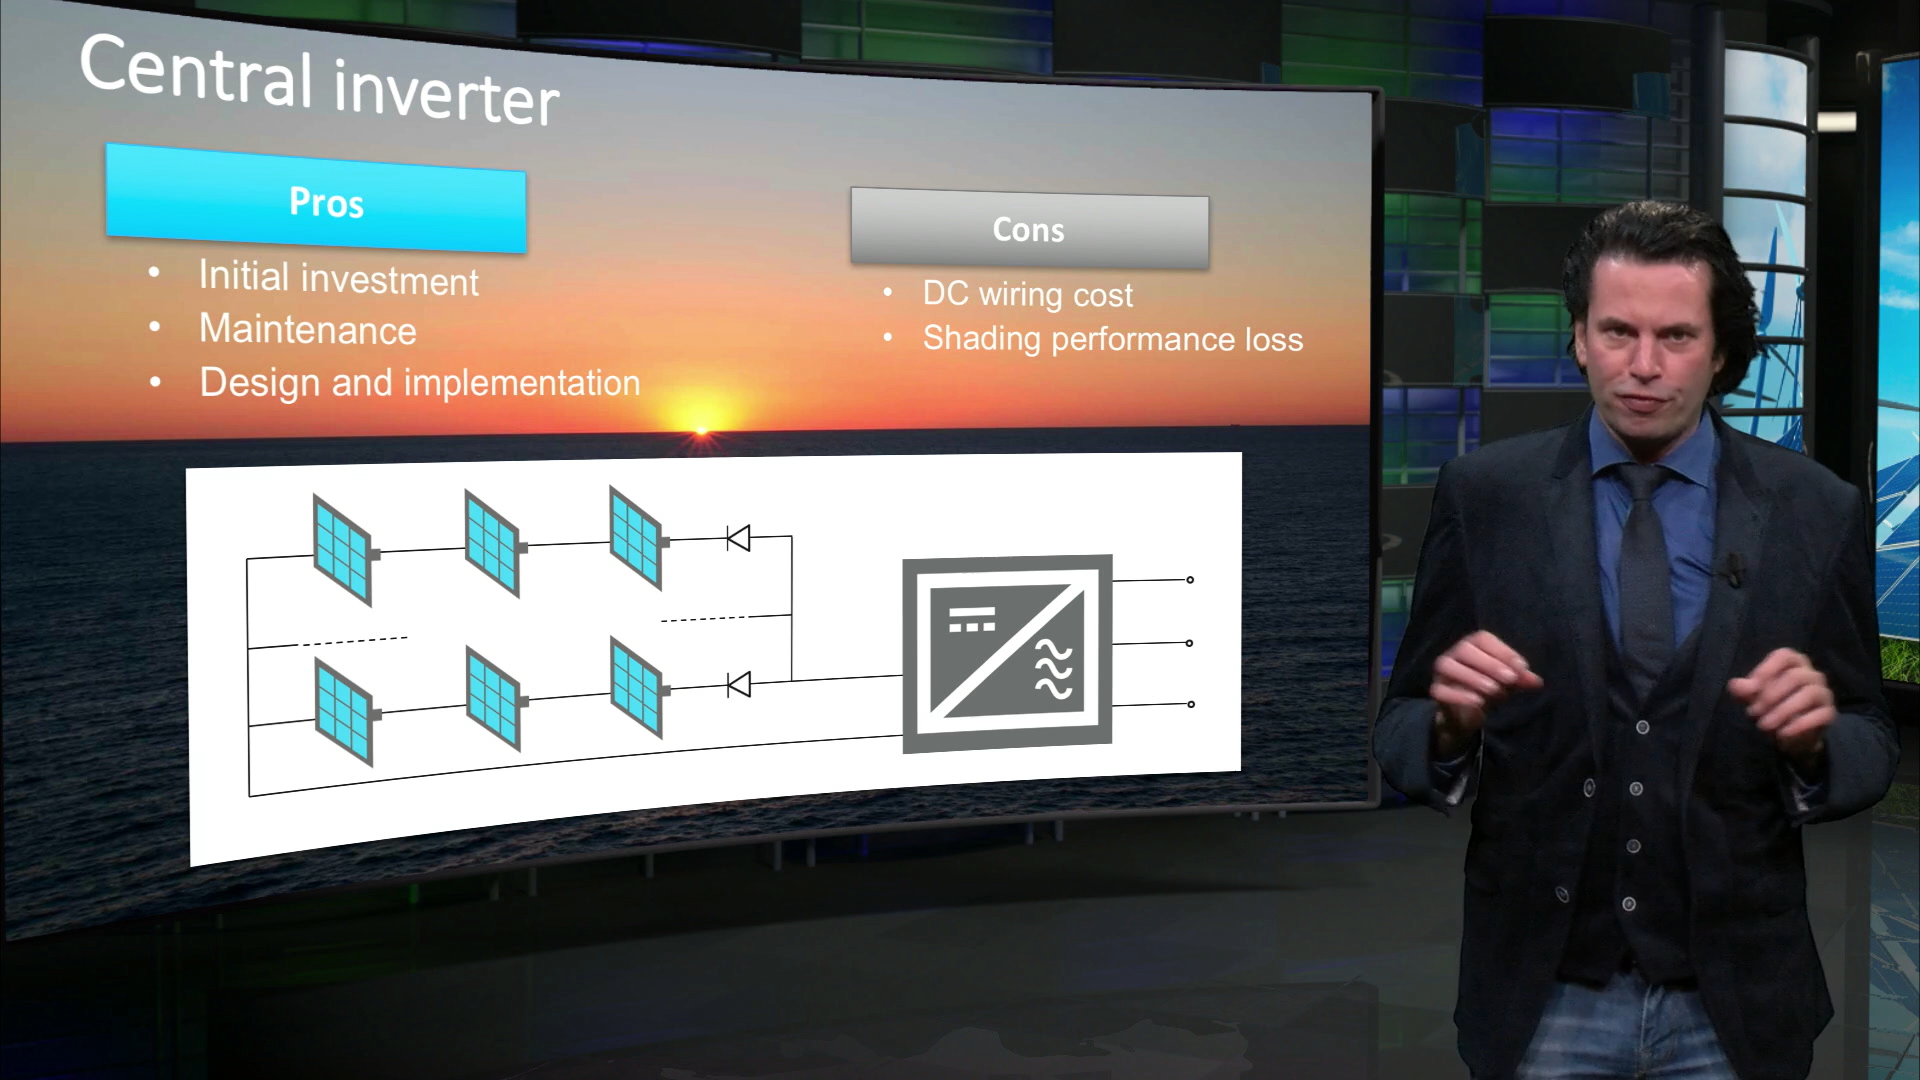 Central inverter
Pros
• Initial investment
• Maintenance
• Design and implementation
Cons
• DC wiring cost
• Shading performance loss